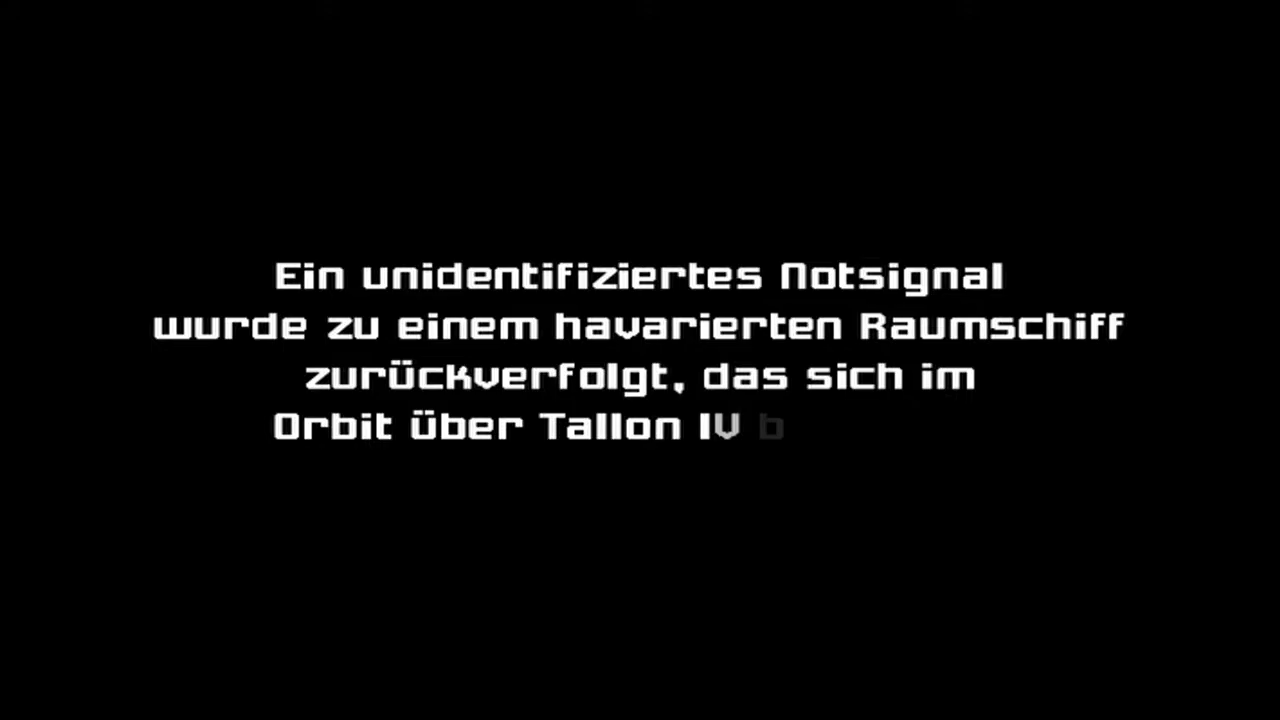 Ein unidentifiziertes Notsignal
wurde zu einem havarierten Raumschiff
zurückverfolgt, das sich im
Orbit über Tallon IV b